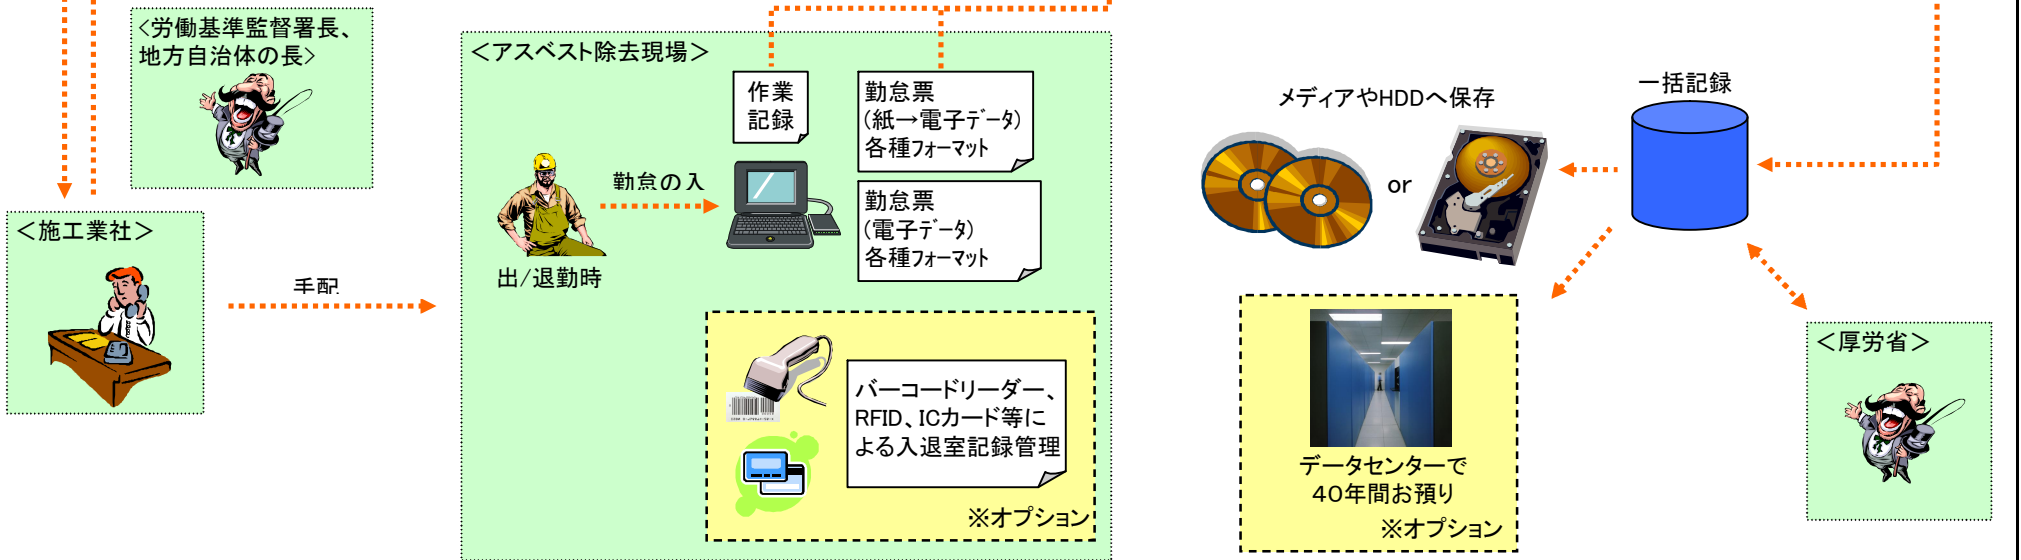 <労働基準監督署長、
地方自治体の長>
＜施工業社＞
手配
＜アスベスト除去現場＞
作業
記録
勤怠票
(紙→電子データ)
各種フォーマット
勤怠の入
勤怠票
(電子データ)
各種フォーマット
出/退勤時
バーコードリーダー、
RFID、ICカード等に
よる入退室記録管理
※オプション
メディアやHDDへ保存
or
一括記録
データセンターで
40年間お預り
※オプション
＜厚労省＞